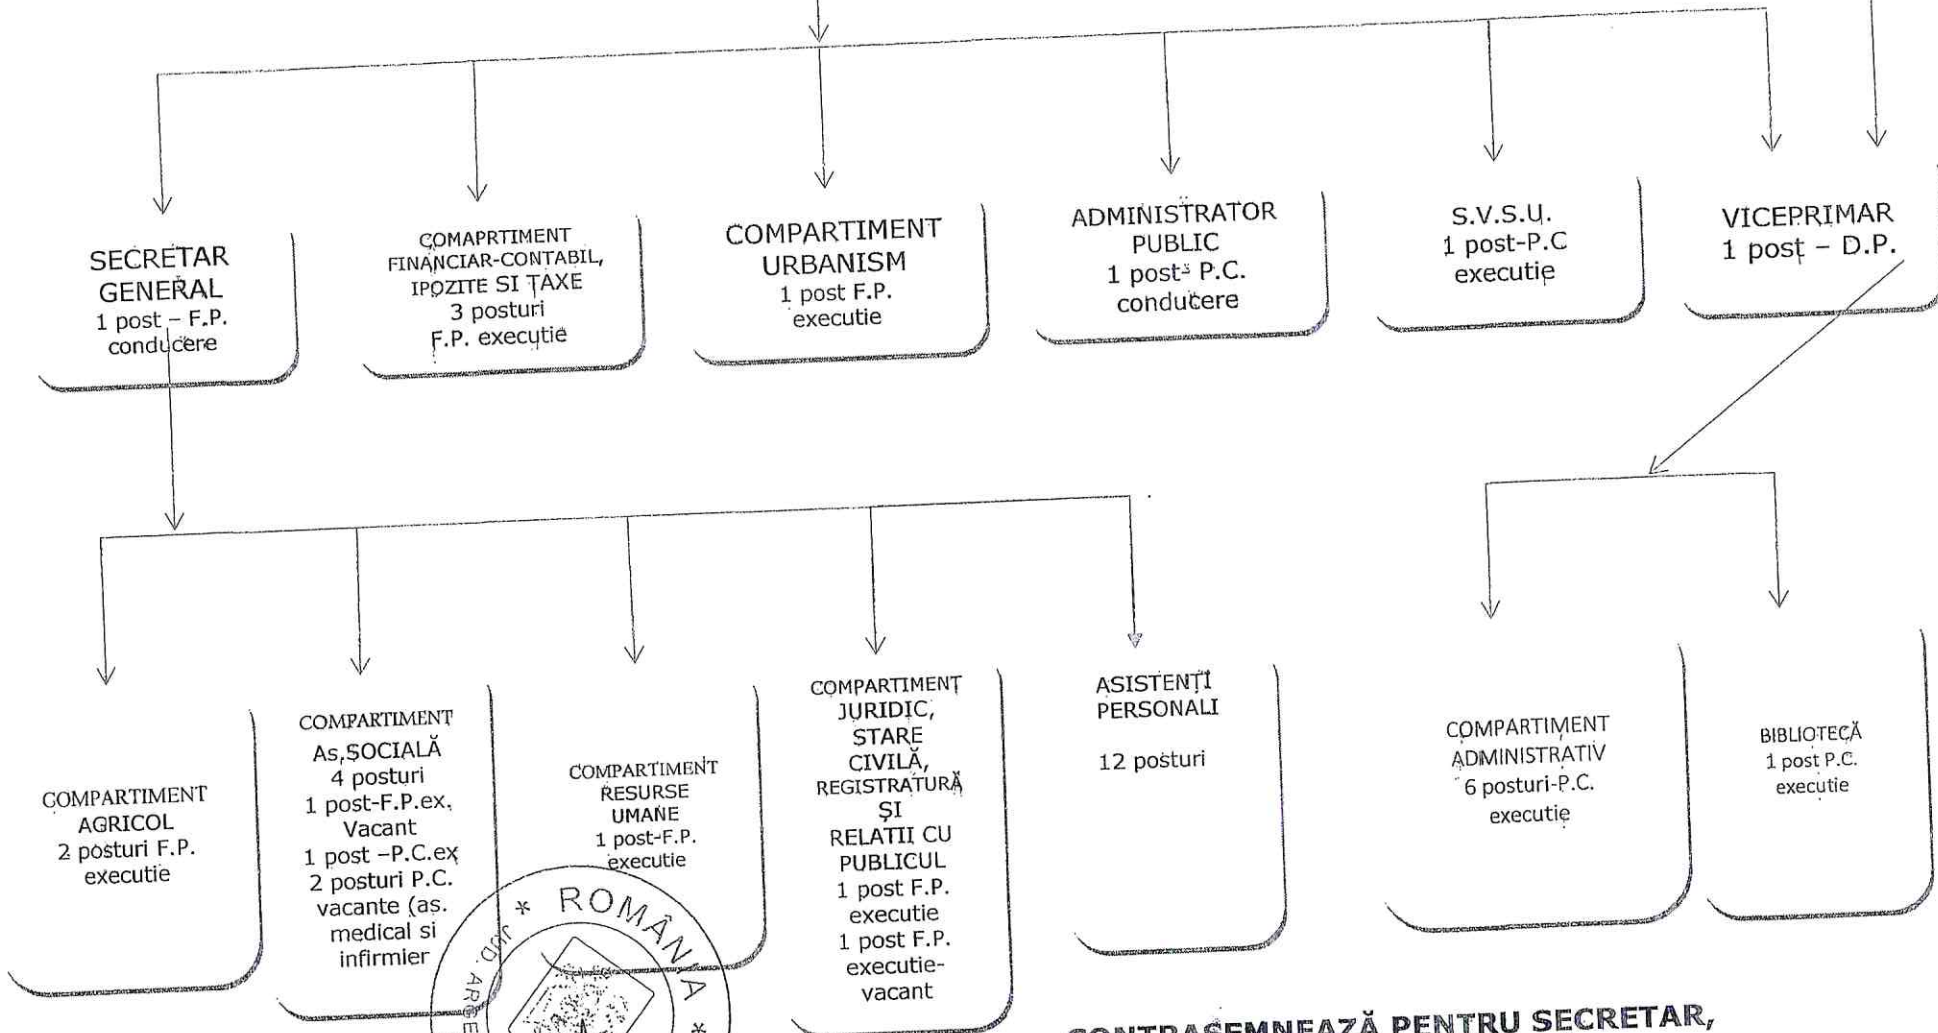 SECRETAR
GENERAL
1 post – F.P.
conducere
COMAPRTIMENT
FINANCIAR-CONTABIL,
IPOZITE SI TAXE
3 posturi
F.P. executie
COMPARTIMENT
URBANISM
1 post F.P.
executie
ADMINISTRATOR
PUBLIC
1 post- P.C.
conducere
S.V.S.U.
1 post-P.C
executie
VICEPRIMAR
1 post – D.P.
COMPARTIMENT
AGRICOL
2 posturi F.P.
executie
COMPARTIMENT
As.SOCIALĂ
4 posturi
1 post-F.P.ex.
Vacant
1 post –P.C.ex
2 posturi P.C.
vacante (as.
medical si
infirmier
COMPARTIMENT
RESURSE
UMANE
1 post-F.P.
executie
COMPARTIMENT
JURIDIC,
STARE
CIVILĂ,
REGISTRATURĂ
ŞI
RELATII CU
PUBLICUL
1 post F.P.
executie
1 post F.P.
executie-
vacant
ASISTENŢI
PERSONALI
12 posturi
COMPARTIMENT
ADMINISTRATIV
6 posturi-P.C.
executie
BIBLIOTECĂ
1 post P.C.
executie
* ROMÂNIA *
JUD.
CONTRASEMNEAZĂ PENTRU SECRETAR,